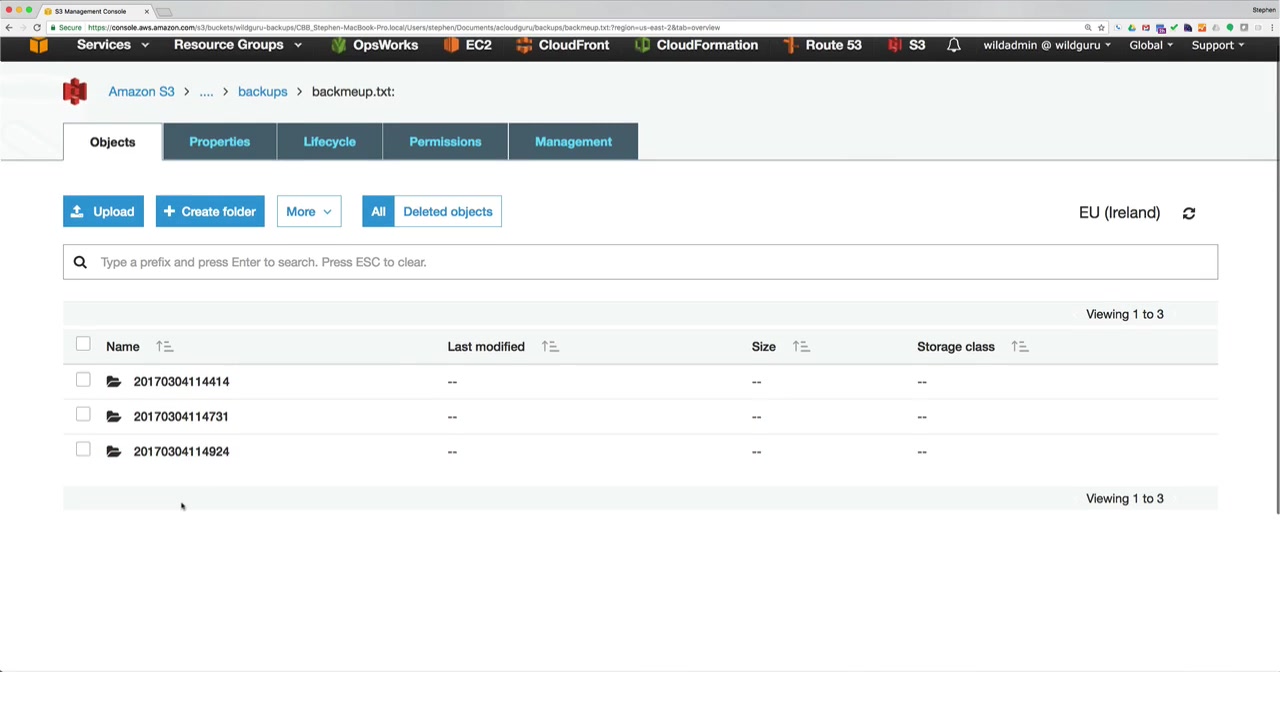 S3 Management Console
Stephen
Secure https://console.aws.amazon.com/s3/buckets/wildguru-backups/CBB_Stephen-MacBook-Pro.local/Users/stephen/Documents/acloudguru/backups/backmeup.txt:?region=us-east-2&tab=overview
Services Resource Groups OpsWorks EC2 CloudFront CloudFormation Route 53 S3 wildadmin @ wildguru Global Support
Amazon S3 > .... > backups > backmeup.txt:
Objects Properties Lifecycle Permissions Management
Upload + Create folder More All Deleted objects EU (Ireland)
Type a prefix and press Enter to search. Press ESC to clear.
Viewing 1 to 3
Name Last modified Size Storage class
20170304114414 -- -- --
20170304114731 -- -- --
20170304114924 -- -- --
Viewing 1 to 3